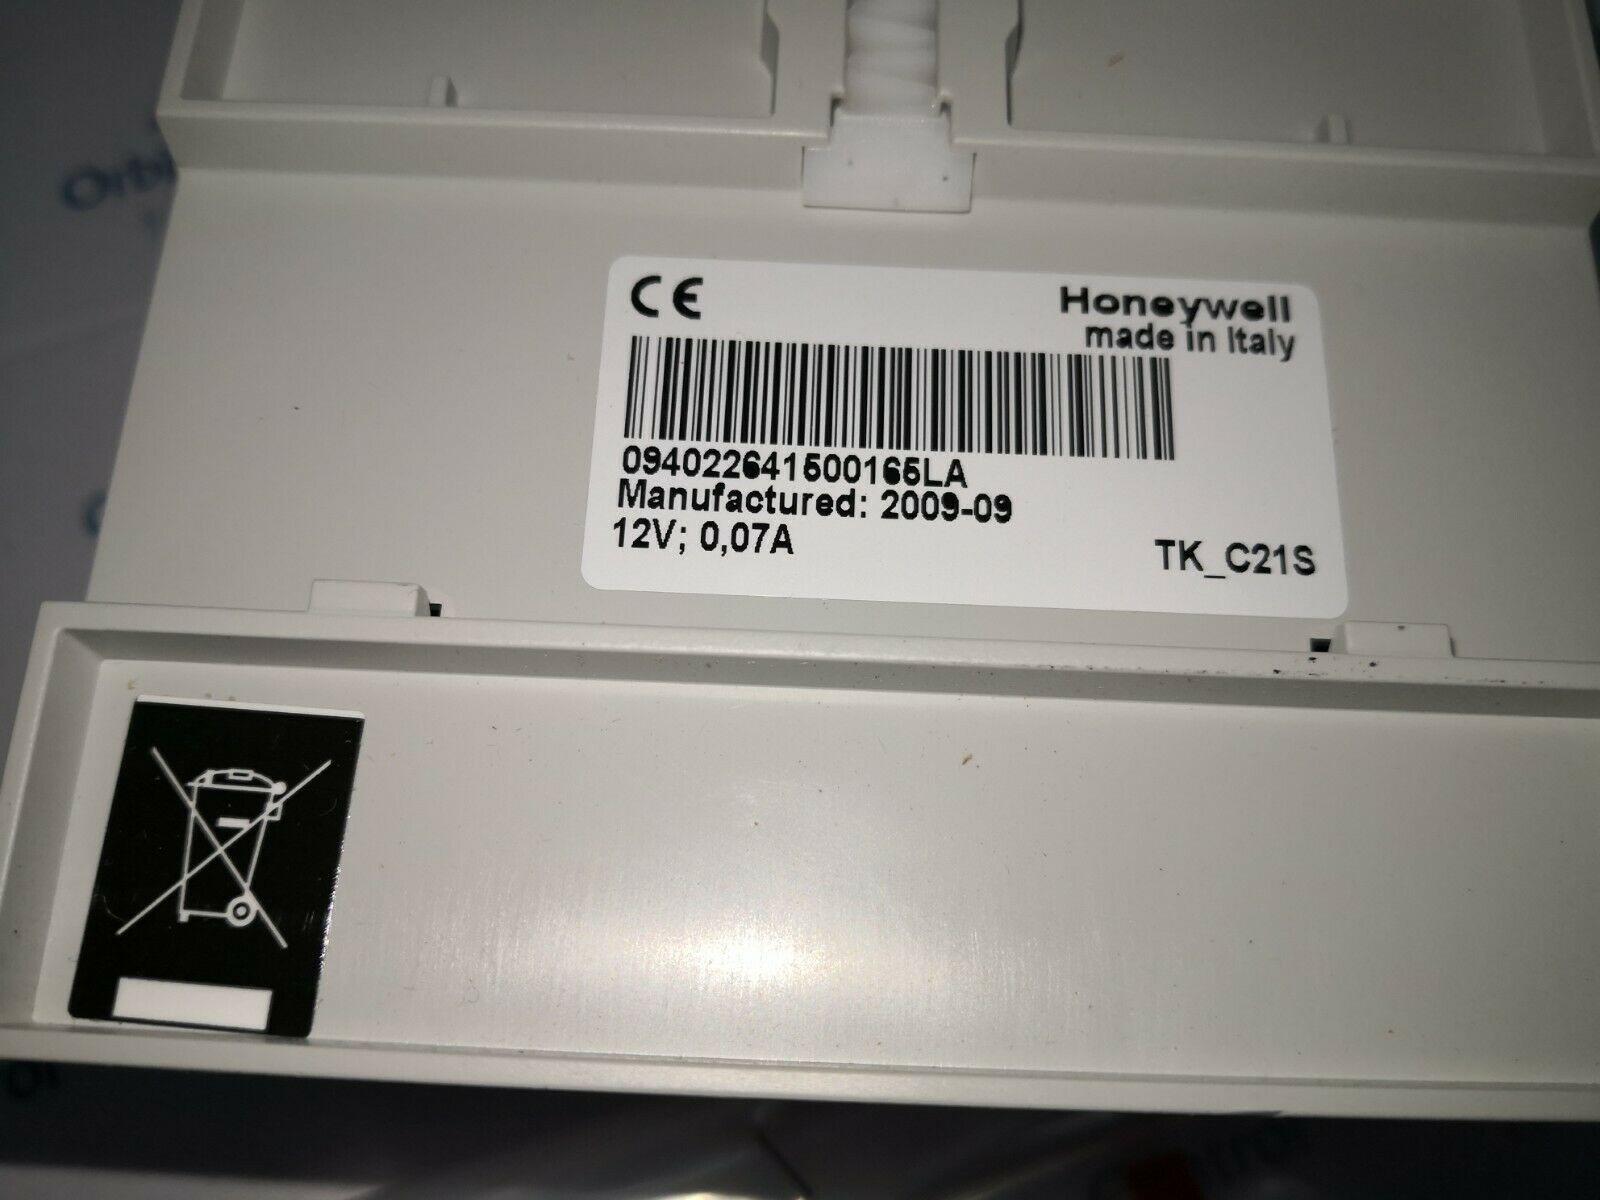 CE
Honeywell
made in Italy
094022641500165LA
Manufactured: 2009-09
12V; 0,07A
TK_C21S